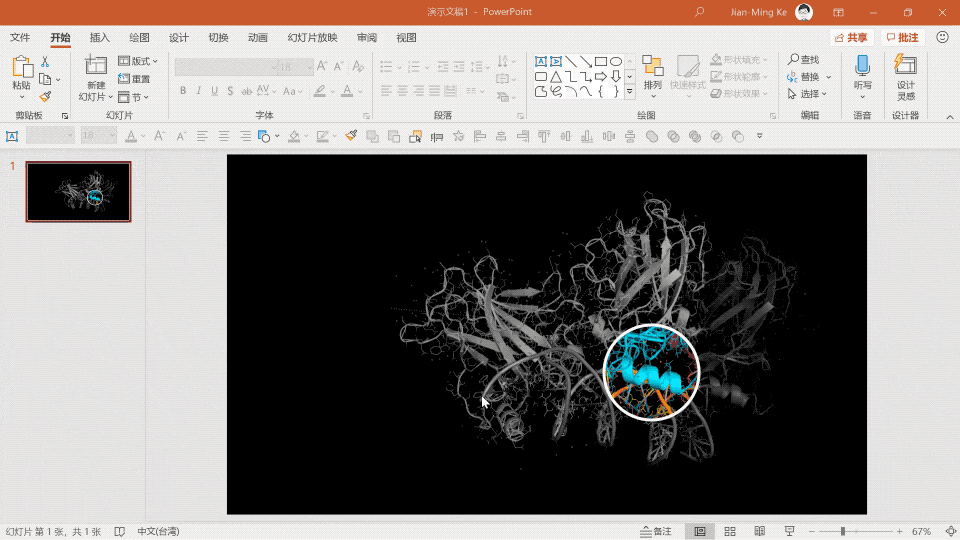 演示文稿1 - PowerPoint
Jian-Ming Ke
文件 开始 插入 绘图 设计 切换 动画 幻灯片放映 审阅 视图
共享 批注
粘贴
新建
幻灯片
版式
重置
节
18
B I U S ab AV Aa A
排列
快速样式
形状填充
形状轮廓
形状效果
查找
替换
选择
听写
设计
灵感
剪贴板 幻灯片 字体 段落 绘图 编辑 语音 设计器
18
1
幻灯片 第 1 张，共 1 张 中文(台湾) 备注 67%